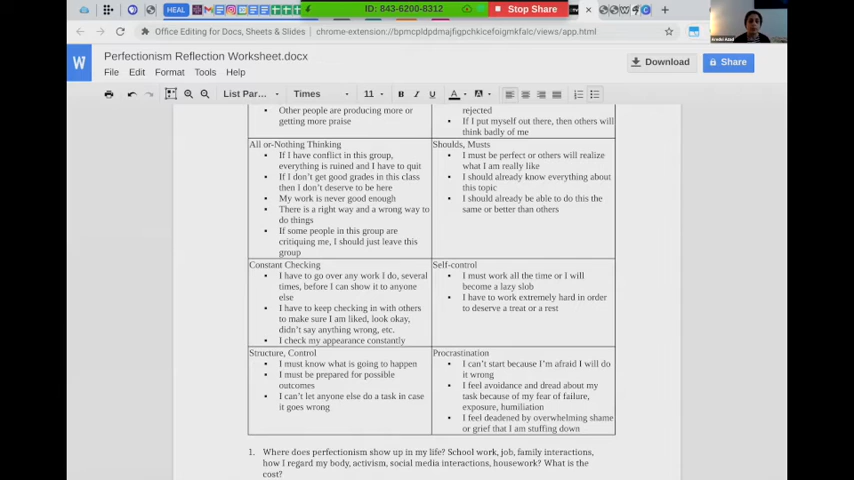 HEAL
ID: 843-6200-8312
Stop Share
Office Editing for Docs, Sheets & Slides
chrome-extension://bpmcpldpdmajfigpchkicefoigmkfalc/views/app.html
W
Perfectionism Reflection Worksheet.docx
File Edit Format Tools Help
Download
Share
List Par...
Times
11
B I U A A
Other people are producing more or
getting more praise
rejected
If I put myself out there, then others will
think badly of me
All or-Nothing Thinking
If I have conflict in this group,
everything is ruined and I have to quit
If I don't get good grades in this class
then I don't deserve to be here
My work is never good enough
There is a right way and a wrong way to
do things
If some people in this group are
critiquing me, I should just leave this
group
Shoulds, Musts
I must be perfect or others will realize
what I am really like
I should already know everything about
this topic
I should already be able to do this the
same or better than others
Constant Checking
I have to go over any work I do, several
times, before I can show it to anyone
else
I have to keep checking in with others
to make sure I am liked, look okay,
didn't say anything wrong, etc.
I check my appearance constantly
Self-control
I must work all the time or I will
become a lazy slob
I have to work extremely hard in order
to deserve a treat or a rest
Structure, Control
I must know what is going to happen
I must be prepared for possible
outcomes
I can't let anyone else do a task in case
it goes wrong
Procrastination
I can't start because I'm afraid I will do
it wrong
I feel avoidance and dread about my
task because of my fear of failure,
exposure, humiliation
I feel deadened by overwhelming shame
or grief that I am stuffing down
1. Where does perfectionism show up in my life? School work, job, family interactions,
how I regard my body, activism, social media interactions, housework? What is the
cost?